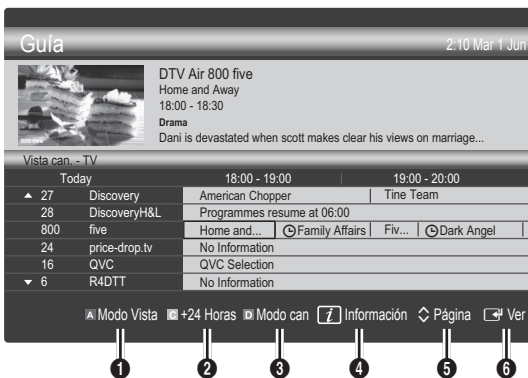 Guía 2:10 Mar 1 Jun
DTV Air 800 five
Home and Away
18:00 - 18:30
Drama
Dani is devastated when scott makes clear his views on marriage...
800 five
Vista can. - TV
Today 18:00 - 19:00 19:00 - 20:00
▲ 27 Discovery American Chopper Tine Team
28 DiscoveryH&L Programmes resume at 06:00
800 five Home and... Family Affairs Fiv... Dark Angel
24 price-drop.tv No Information
16 QVC QVC Selection
▼ 6 R4DTT No Information
A Modo Vista C +24 Horas D Modo can i Información Página Ver
1 2 3 4 5 6